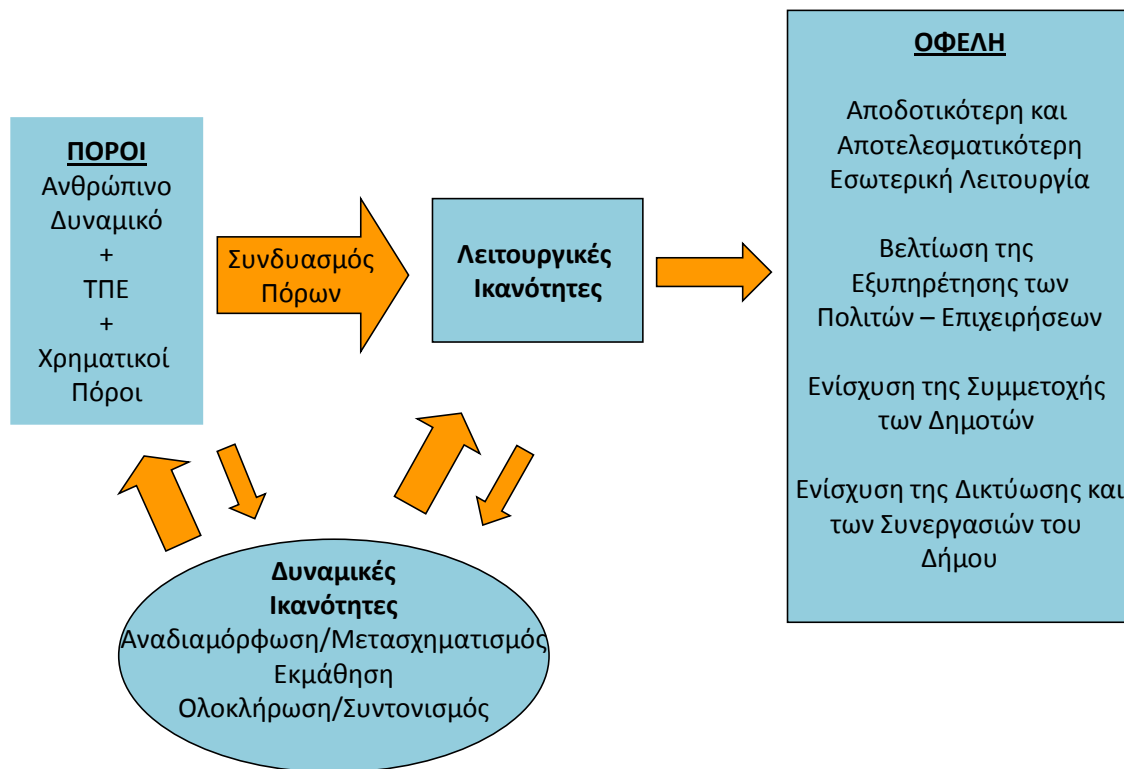 ΠΟΡΟΙ
Ανθρώπινο
Δυναμικό
+
ΤΠΕ
+
Χρηματικοί
Πόροι
Συνδυασμός
Πόρων
Λειτουργικές
Ικανότητες
ΟΦΕΛΗ
Αποδοτικότερη και
Αποτελεσματικότερη
Εσωτερική Λειτουργία
Βελτίωση της
Εξυπηρέτησης των
Πολιτών – Επιχειρήσεων
Ενίσχυση της Συμμετοχής
των Δημοτών
Ενίσχυση της Δικτύωσης και
των Συνεργασιών του
Δήμου
Δυναμικές
Ικανότητες
Αναδιαμόρφωση/Μετασχηματισμός
Εκμάθηση
Ολοκλήρωση/Συντονισμός